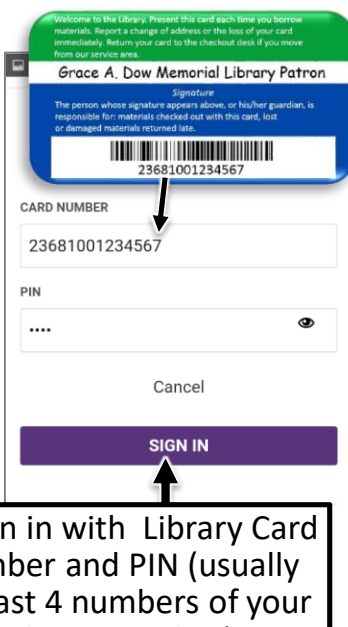 Welcome to the Library. Present this card each time you borrow
materials. Report a change of address or the loss of your card
immediately. Return your card to the checkout desk if you move
from our service area.
Grace A. Dow Memorial Library Patron
Signature
The person whose signature appears above, or his/her guardian, is
responsible for: materials checked out with this card, lost
or damaged materials returned late.
23681001234567
CARD NUMBER
23681001234567
PIN
••••
Cancel
SIGN IN
n in with Library Card
ber and PIN (usually
ast 4 numbers of your